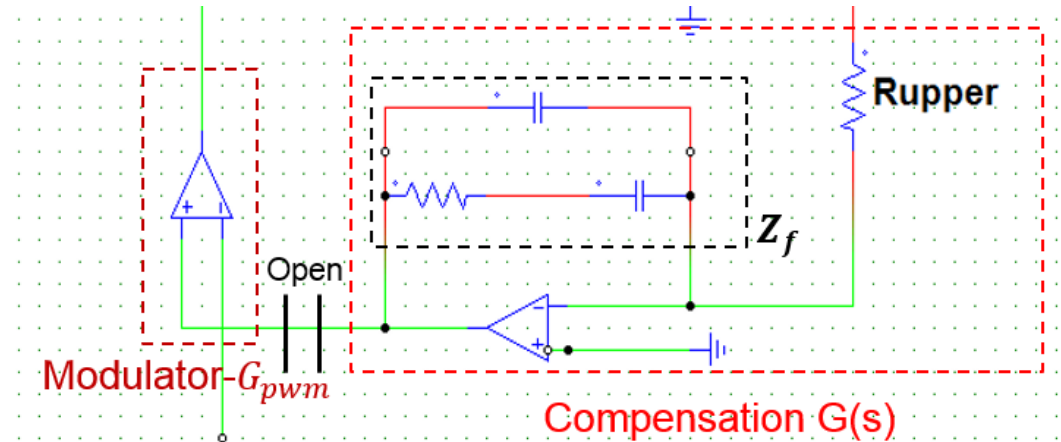 Rupper
+ −
Z_f
Open
−
+
Modulator-G_pwm
Compensation G(s)